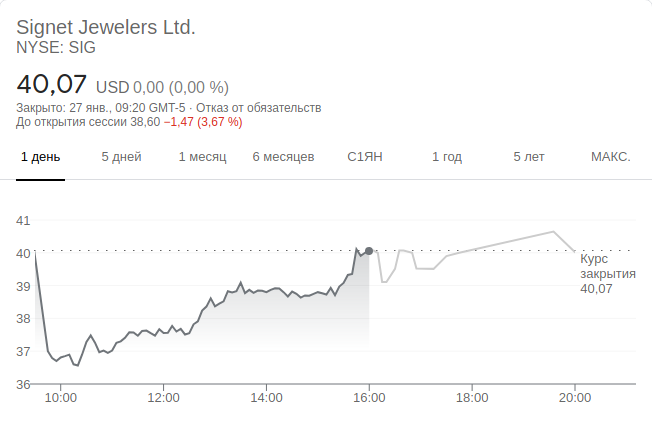 Signet Jewelers Ltd.
NYSE: SIG
40,07 USD 0,00 (0,00 %)
Закрыто: 27 янв., 09:20 GMT-5 · Отказ от обязательств
До открытия сессии 38,60 −1,47 (3,67 %)
1 день 5 дней 1 месяц 6 месяцев С1ЯН 1 год 5 лет МАКС.
41
40
39
38
37
36
Курс
закрытия
40,07
10:00 12:00 14:00 16:00 18:00 20:00